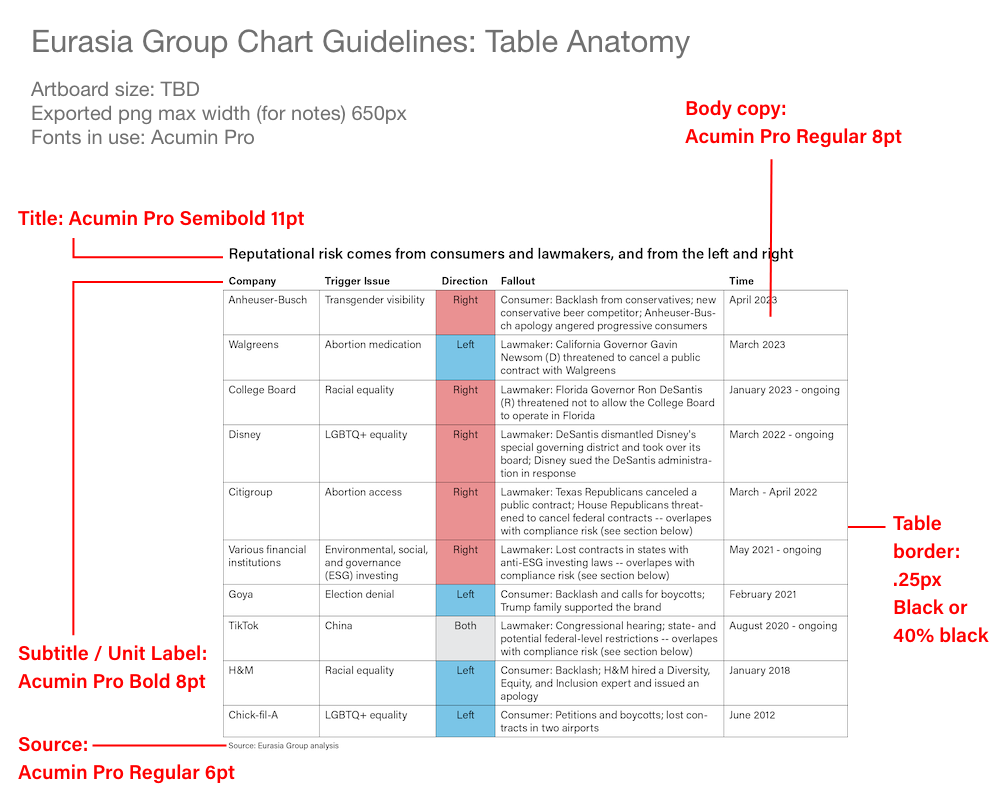 Eurasia Group Chart Guidelines: Table Anatomy
Artboard size: TBD
Exported png max width (for notes) 650px
Fonts in use: Acumin Pro
Body copy:
Acumin Pro Regular 8pt
Title: Acumin Pro Semibold 11pt
Reputational risk comes from consumers and lawmakers, and from the left and right
Company Trigger Issue Direction Fallout Time
Anheuser-Busch Transgender visibility Right Consumer: Backlash from conservatives; new April 2023
conservative beer competitor; Anheuser-Bus-
ch apology angered progressive consumers
Walgreens Abortion medication Left Lawmaker: California Governor Gavin March 2023
Newsom (D) threatened to cancel a public
contract with Walgreens
College Board Racial equality Right Lawmaker: Florida Governor Ron DeSantis January 2023 - ongoing
(R) threatened not to allow the College Board
to operate in Florida
Disney LGBTQ+ equality Right Lawmaker: DeSantis dismantled Disney's March 2022 - ongoing
special governing district and took over its
board; Disney sued the DeSantis administra-
tion in response
Citigroup Abortion access Right Lawmaker: Texas Republicans canceled a March - April 2022
public contract; House Republicans threat-
ened to cancel federal contracts -- overlapes
with compliance risk (see section below)
Various financial Environmental, social, Right Lawmaker: Lost contracts in states with May 2021 - ongoing
institutions and governance anti-ESG investing laws -- overlapes with
(ESG) investing compliance risk (see section below)
Goya Election denial Left Consumer: Backlash and calls for boycotts; February 2021
Trump family supported the brand
TikTok China Both Lawmaker: Congressional hearing; state- and August 2020 - ongoing
potential federal-level restrictions -- overlapes
with compliance risk (see section below)
H&M Racial equality Left Consumer: Backlash; H&M hired a Diversity, January 2018
Equity, and Inclusion expert and issued an
apology
Chick-fil-A LGBTQ+ equality Left Consumer: Petitions and boycotts; lost con- June 2012
tracts in two airports
Source: Eurasia Group analysis
Table
border:
.25px
Black or
40% black
Subtitle / Unit Label:
Acumin Pro Bold 8pt
Source:
Acumin Pro Regular 6pt